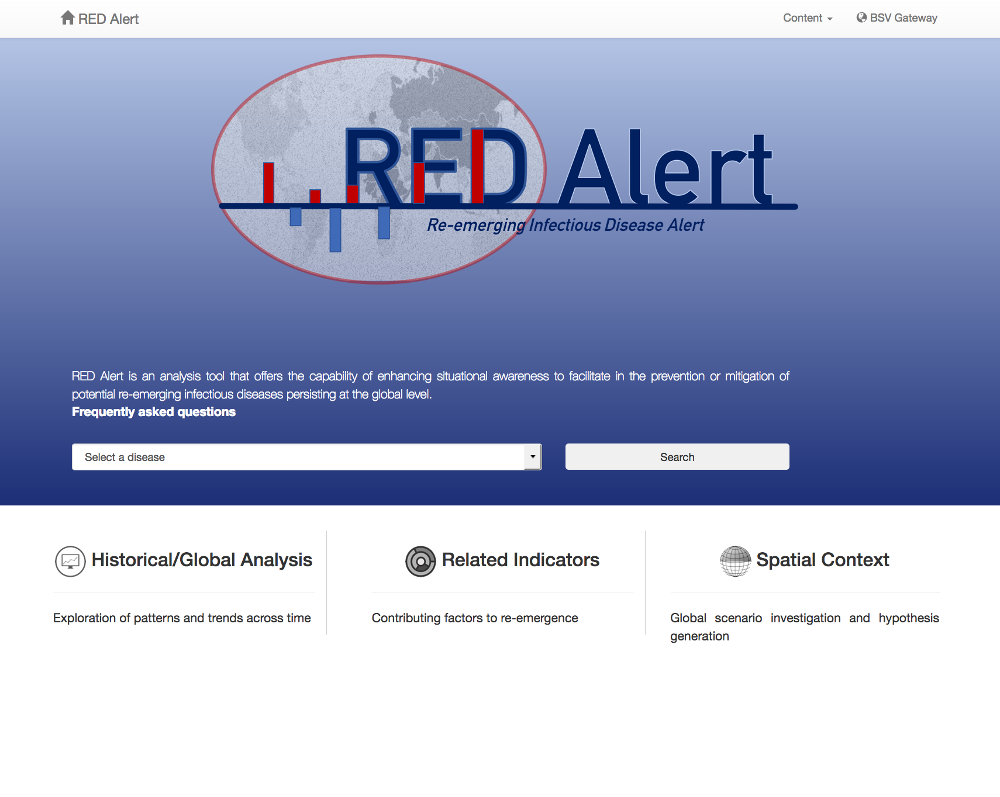 RED Alert
Content
BSV Gateway
RED Alert
Re-emerging Infectious Disease Alert
RED Alert is an analysis tool that offers the capability of enhancing situational awareness to facilitate in the prevention or mitigation of
potential re-emerging infectious diseases persisting at the global level.
Frequently asked questions
Select a disease
Search
Historical/Global Analysis
Exploration of patterns and trends across time
Related Indicators
Contributing factors to re-emergence
Spatial Context
Global scenario investigation and hypothesis
generation